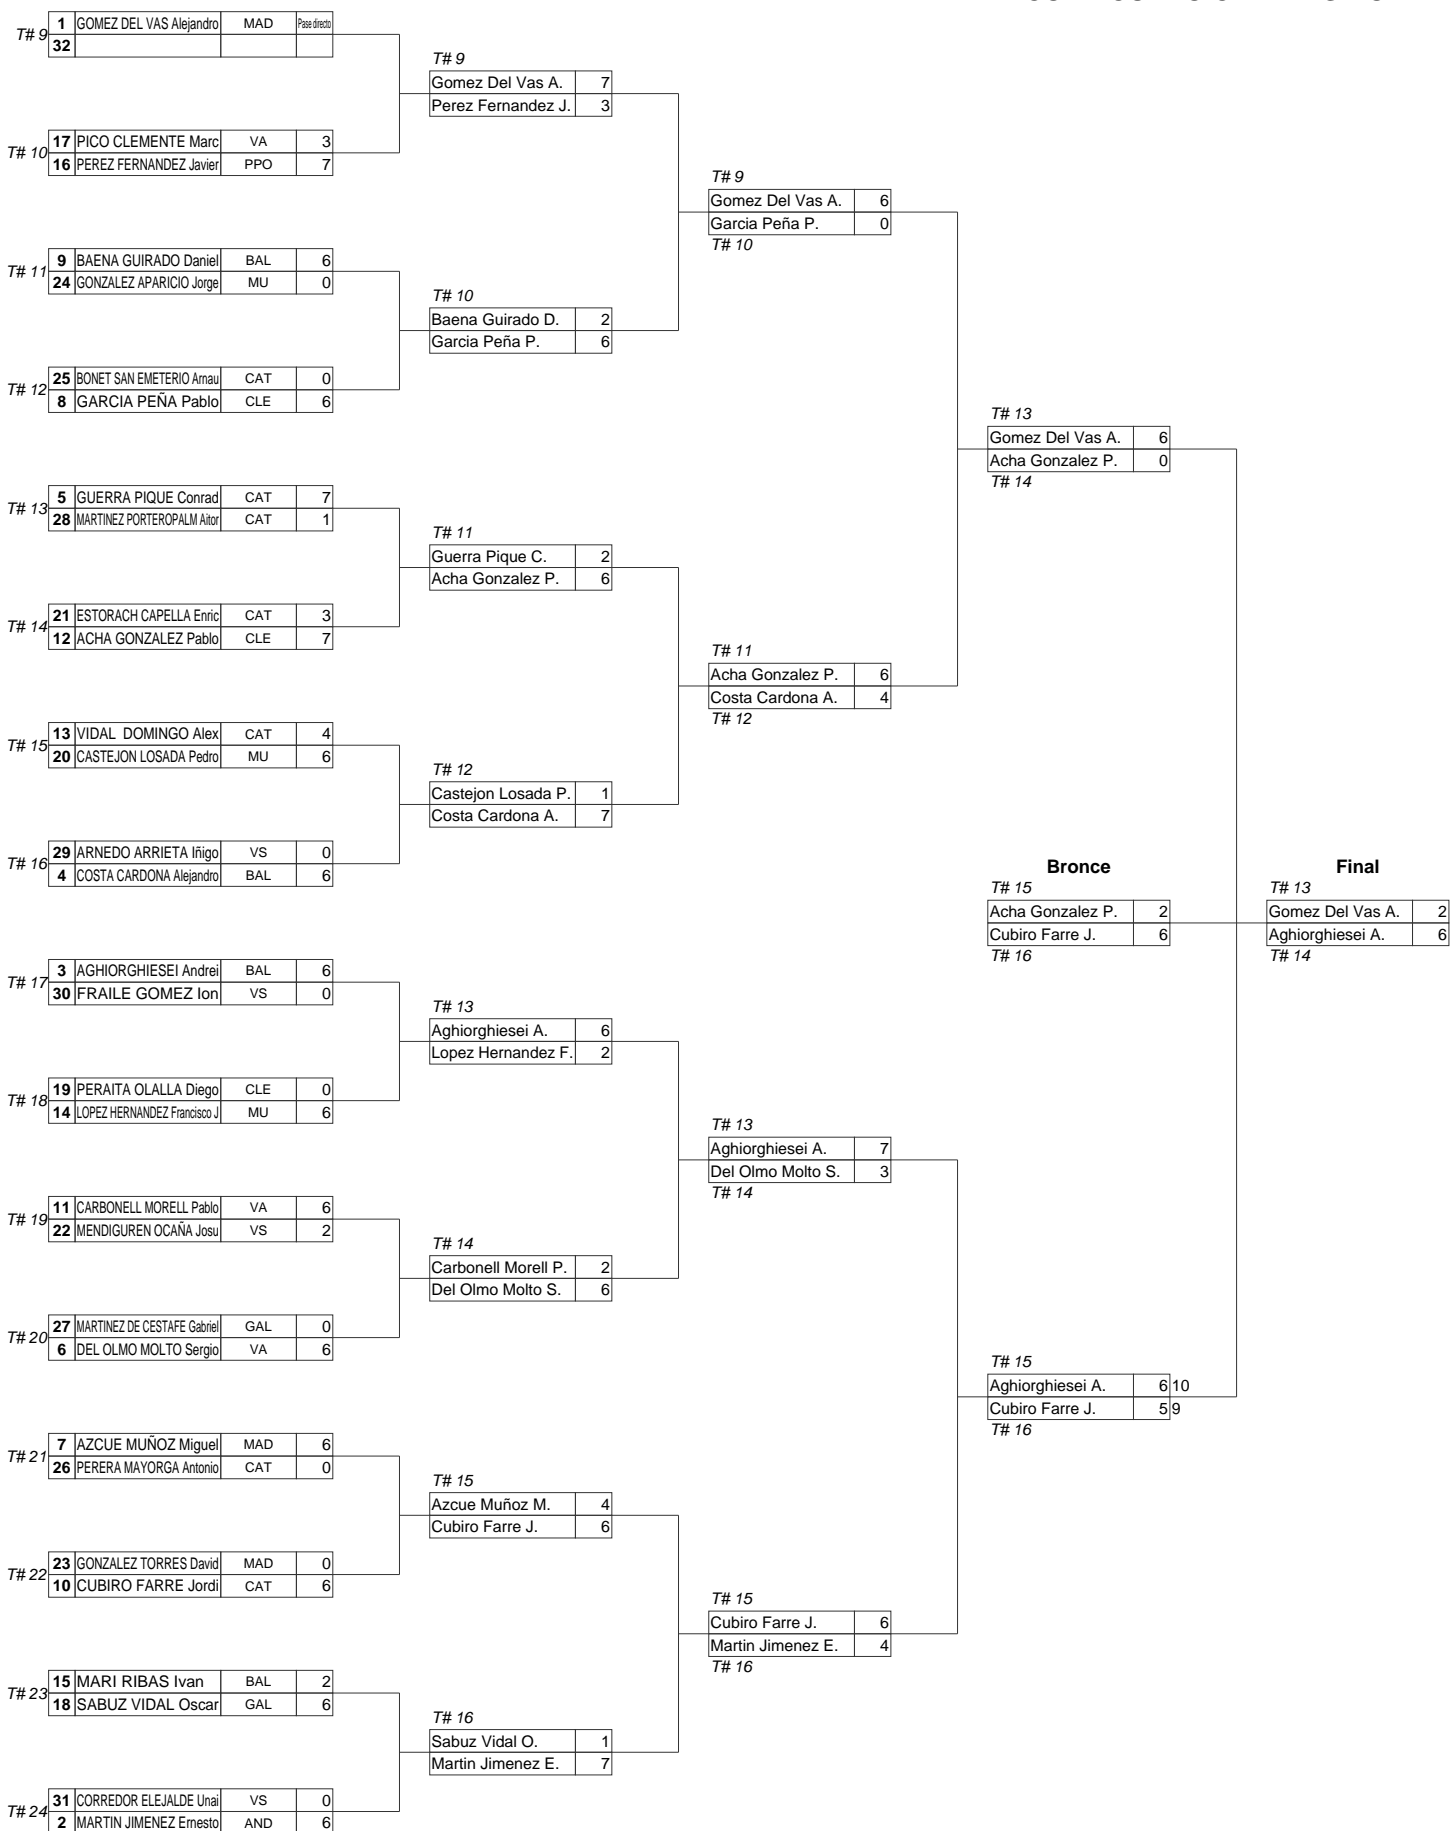 T# 9
1 GOMEZ DEL VAS Alejandro MAD Pase directo
32
T# 10
17 PICO CLEMENTE Marc VA 3
16 PEREZ FERNANDEZ Javier PPO 7
T# 11
9 BAENA GUIRADO Daniel BAL 6
24 GONZALEZ APARICIO Jorge MU 0
T# 12
25 BONET SAN EMETERIO Arnau CAT 0
8 GARCIA PEÑA Pablo CLE 6
T# 13
5 GUERRA PIQUE Conrad CAT 7
28 MARTINEZ PORTEROPALM Aitor CAT 1
T# 14
21 ESTORACH CAPELLA Enric CAT 3
12 ACHA GONZALEZ Pablo CLE 7
T# 15
13 VIDAL DOMINGO Alex CAT 4
20 CASTEJON LOSADA Pedro MU 6
T# 16
29 ARNEDO ARRIETA Iñigo VS 0
4 COSTA CARDONA Alejandro BAL 6
T# 17
3 AGHIORGHIESEI Andrei BAL 6
30 FRAILE GOMEZ Ion VS 0
T# 18
19 PERAITA OLALLA Diego CLE 0
14 LOPEZ HERNANDEZ Francisco J MU 6
T# 19
11 CARBONELL MORELL Pablo VA 6
22 MENDIGUREN OCAÑA Josu VS 2
T# 20
27 MARTINEZ DE CESTAFE Gabriel GAL 0
6 DEL OLMO MOLTO Sergio VA 6
T# 21
7 AZCUE MUÑOZ Miguel MAD 6
26 PERERA MAYORGA Antonio CAT 0
T# 22
23 GONZALEZ TORRES David MAD 0
10 CUBIRO FARRE Jordi CAT 6
T# 23
15 MARI RIBAS Ivan BAL 2
18 SABUZ VIDAL Oscar GAL 6
T# 24
31 CORREDOR ELEJALDE Unai VS 0
2 MARTIN JIMENEZ Ernesto AND 6
T# 9
Gomez Del Vas A. 7
Perez Fernandez J. 3
T# 10
Baena Guirado D. 2
Garcia Peña P. 6
T# 11
Guerra Pique C. 2
Acha Gonzalez P. 6
T# 12
Castejon Losada P. 1
Costa Cardona A. 7
T# 13
Aghiorghiesei A. 6
Lopez Hernandez F. 2
T# 14
Carbonell Morell P. 2
Del Olmo Molto S. 6
T# 15
Azcue Muñoz M. 4
Cubiro Farre J. 6
T# 16
Sabuz Vidal O. 1
Martin Jimenez E. 7
T# 9
Gomez Del Vas A. 6
Garcia Peña P. 0
T# 10
T# 11
Acha Gonzalez P. 6
Costa Cardona A. 4
T# 12
T# 13
Aghiorghiesei A. 7
Del Olmo Molto S. 3
T# 14
T# 15
Cubiro Farre J. 6
Martin Jimenez E. 4
T# 16
T# 13
Gomez Del Vas A. 6
Acha Gonzalez P. 0
T# 14
Bronce
T# 15
Acha Gonzalez P. 2
Cubiro Farre J. 6
T# 16
T# 15
Aghiorghiesei A. 6 10
Cubiro Farre J. 5 9
T# 16
Final
T# 13
Gomez Del Vas A. 2
Aghiorghiesei A. 6
T# 14